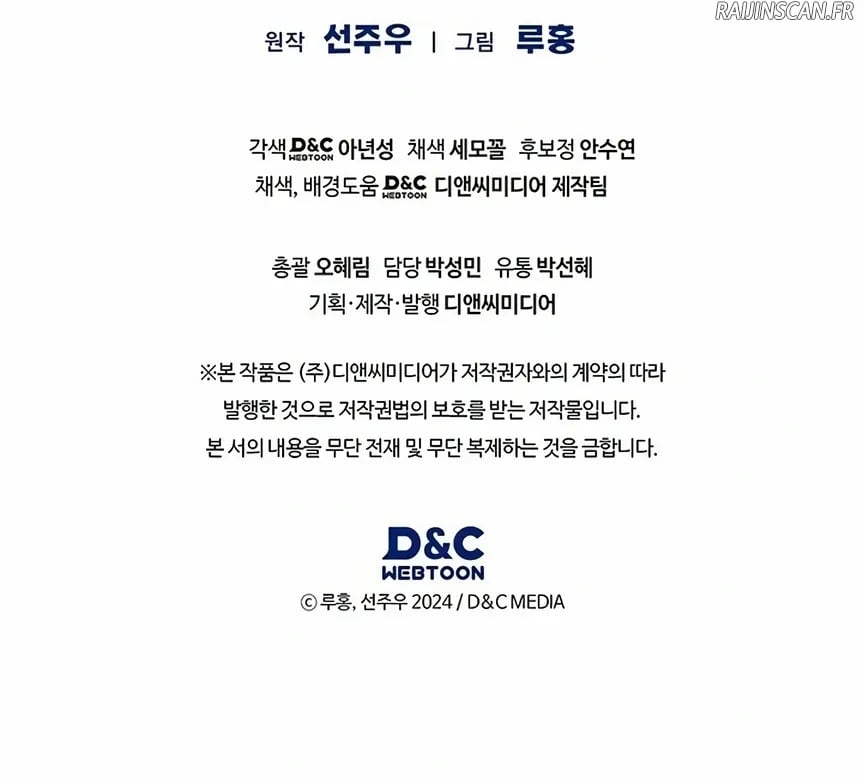 RAIJINSCAN.FR
원작 선주우 | 그림 루홍
각색 D&C WEBTOON 아년성 채색 세모꼴 후보정 안수연
채색, 배경도움 D&C WEBTOON 디앤씨미디어 제작팀
총괄 오혜림 담당 박성민 유통 박선혜
기획·제작·발행 디앤씨미디어
※본 작품은 (주)디앤씨미디어가 저작권자와의 계약의 따라
발행한 것으로 저작권법의 보호를 받는 저작물입니다.
본 서의 내용을 무단 전재 및 무단 복제하는 것을 금합니다.
D&C
WEBTOON
ⓒ 루홍, 선주우 2024 / D&C MEDIA